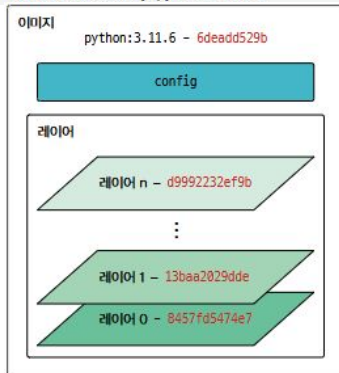 이미지
python:3.11.6 – 6deadd529b
config
레이어
레이어 n – d9992232ef9b
⋮
레이어 1 – 13baa2029dde
레이어 0 – 8457fd5474e7